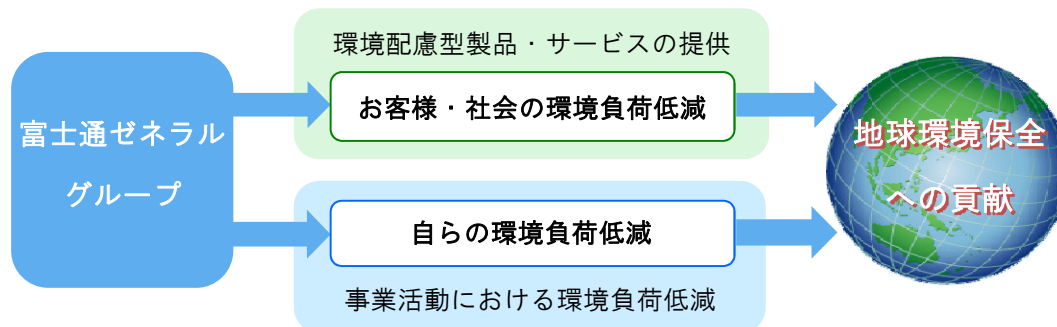 富士通ゼネラル
グループ
環境配慮型製品・サービスの提供
お客様・社会の環境負荷低減
自らの環境負荷低減
事業活動における環境負荷低減
地球環境保全
への貢献